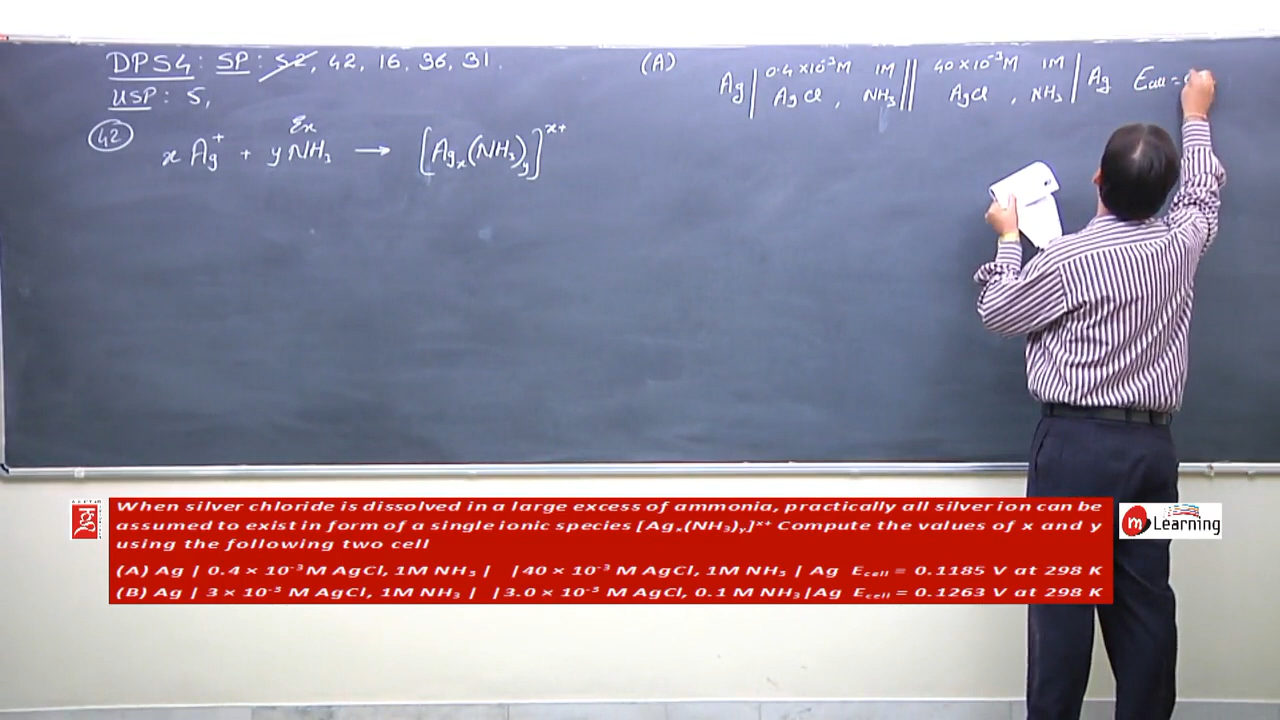 DPS4 : SP : 52, 42, 16, 36, 31.
USP : 5,
(A) Ag | 0.4×10⁻³M AgCl, 1M NH₃ || 40×10⁻³M AgCl, 1M NH₃ | Ag Ecell =
42 x Ag⁺ + y NH₃ Ex → [Agₓ(NH₃)ᵧ]ˣ⁺
When silver chloride is dissolved in a large excess of ammonia, practically all silver ion can be
assumed to exist in form of a single ionic species [Agₓ(NH₃)ᵧ]ˣ⁺ Compute the values of x and y
using the following two cell
(A) Ag | 0.4 × 10⁻³ M AgCl, 1M NH₃ | | 40 × 10⁻³ M AgCl, 1M NH₃ | Ag E꜀ₑₗₗ = 0.1185 V at 298 K
(B) Ag | 3 × 10⁻³ M AgCl, 1M NH₃ | | 3.0 × 10⁻³ M AgCl, 0.1 M NH₃ | Ag E꜀ₑₗₗ = 0.1263 V at 298 K
m Learning